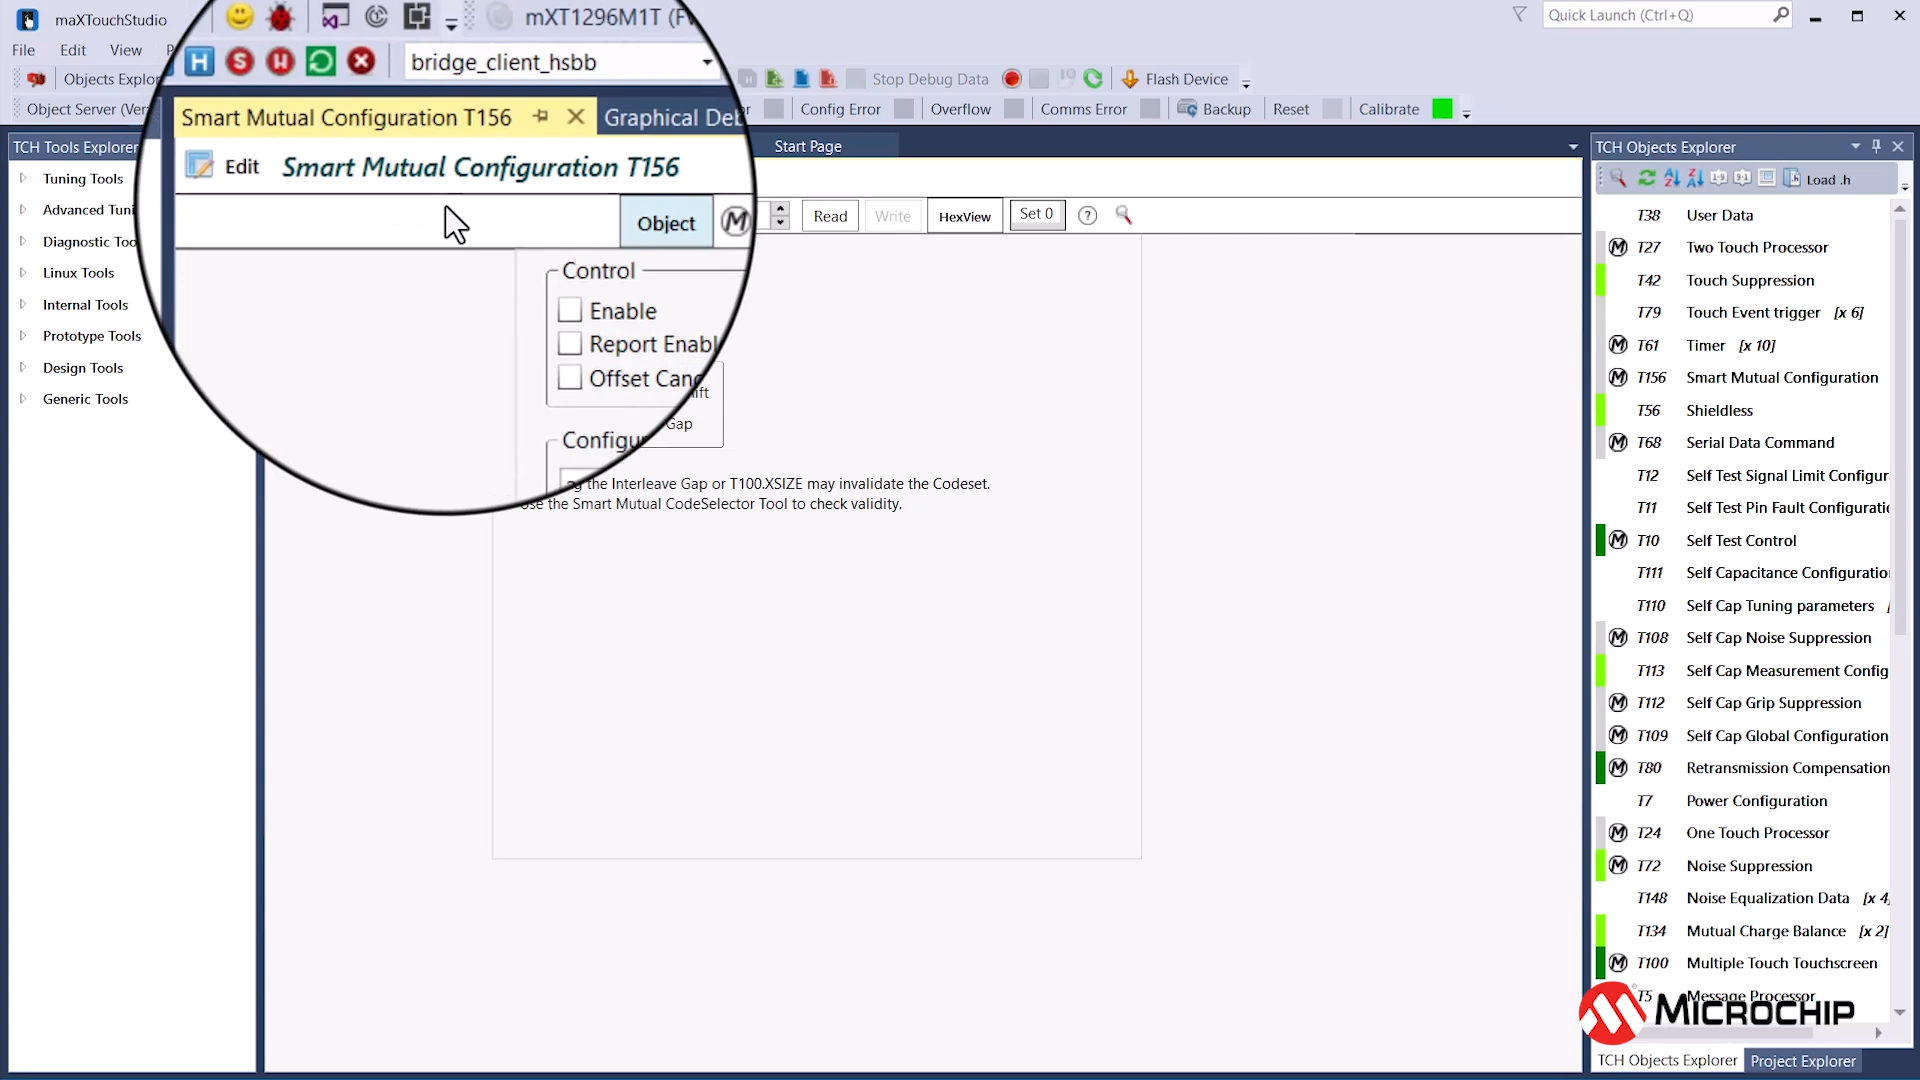 maXTouchStudio
mXT1296M1T (F
Quick Launch (Ctrl+Q)
File Edit View
bridge_client_hsbb
Objects Explo
Stop Debug Data
Flash Device
Object Server (Ver
Config Error
Overflow
Comms Error
Backup
Reset
Calibrate
TCH Tools Explorer
Smart Mutual Configuration T156
Graphical Deb
Start Page
TCH Objects Explorer
Edit Smart Mutual Configuration T156
Load .h
Object
Read
Write
HexView
Set 0
?
Tuning Tools
Advanced Tuni
Diagnostic Too
Linux Tools
Internal Tools
Prototype Tools
Design Tools
Generic Tools
Control
Enable
Report Enabl
Offset Canc
Gap
Configu
the Interleave Gap or T100.XSIZE may invalidate the Codeset.
the Smart Mutual CodeSelector Tool to check validity.
T38 User Data
T27 Two Touch Processor
T42 Touch Suppression
T79 Touch Event trigger [x 6]
T61 Timer [x 10]
T156 Smart Mutual Configuration
T56 Shieldless
T68 Serial Data Command
T12 Self Test Signal Limit Configur
T11 Self Test Pin Fault Configuratio
T10 Self Test Control
T111 Self Capacitance Configuratio
T110 Self Cap Tuning parameters [
T108 Self Cap Noise Suppression
T113 Self Cap Measurement Config
T112 Self Cap Grip Suppression
T109 Self Cap Global Configuration
T80 Retransmission Compensation
T7 Power Configuration
T24 One Touch Processor
T72 Noise Suppression
T148 Noise Equalization Data [x 4]
T134 Mutual Charge Balance [x 2]
T100 Multiple Touch Touchscreen
T5 Message Processor
MICROCHIP
TCH Objects Explorer
Project Explorer